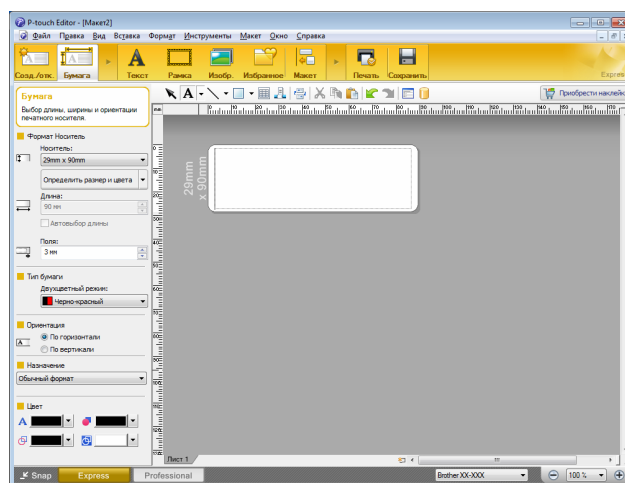 P-touch Editor - [Макет2]
Файл Правка Вид Вставка Формат Инструменты Макет Окно Справка
Созд./отк. Бумага Текст Рамка Изобр. Избранное Макет Печать Сохранить Express
Бумага
Выбор длины, ширины и ориентации
печатного носителя.
Приобрести наклейк
Формат Носитель
Носитель:
29mm x 90mm
Определить размер и цвета
Длина:
90 мм
Автовыбор длины
Поля:
3 мм
Тип бумаги
Двухцветный режим:
Черно-красный
Ориентация
По горизонтали
По вертикали
Назначение
Обычный формат
Цвет
29mm
x 90mm
Лист 1
Snap Express Professional
Brother XX-XXX 100 %